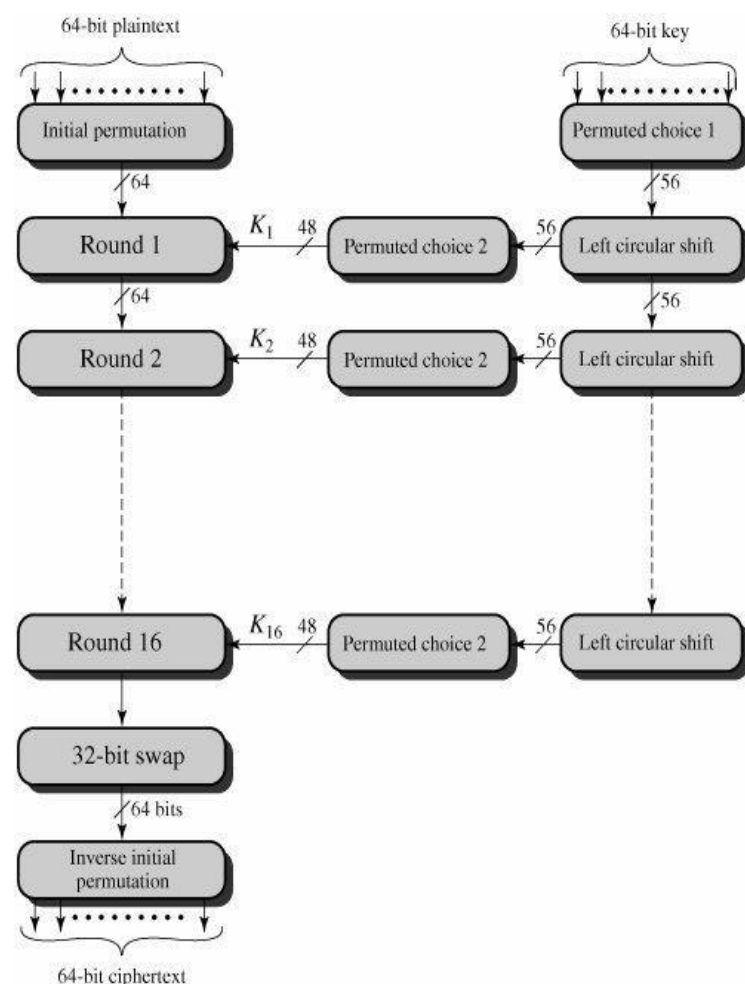 64-bit plaintext
64-bit key
Initial permutation
Permuted choice 1
64
56
Round 1
K1
48
Permuted choice 2
56
Left circular shift
64
56
Round 2
K2
48
Permuted choice 2
56
Left circular shift
Round 16
K16
48
Permuted choice 2
56
Left circular shift
32-bit swap
64 bits
Inverse initial
permutation
64-bit ciphertext